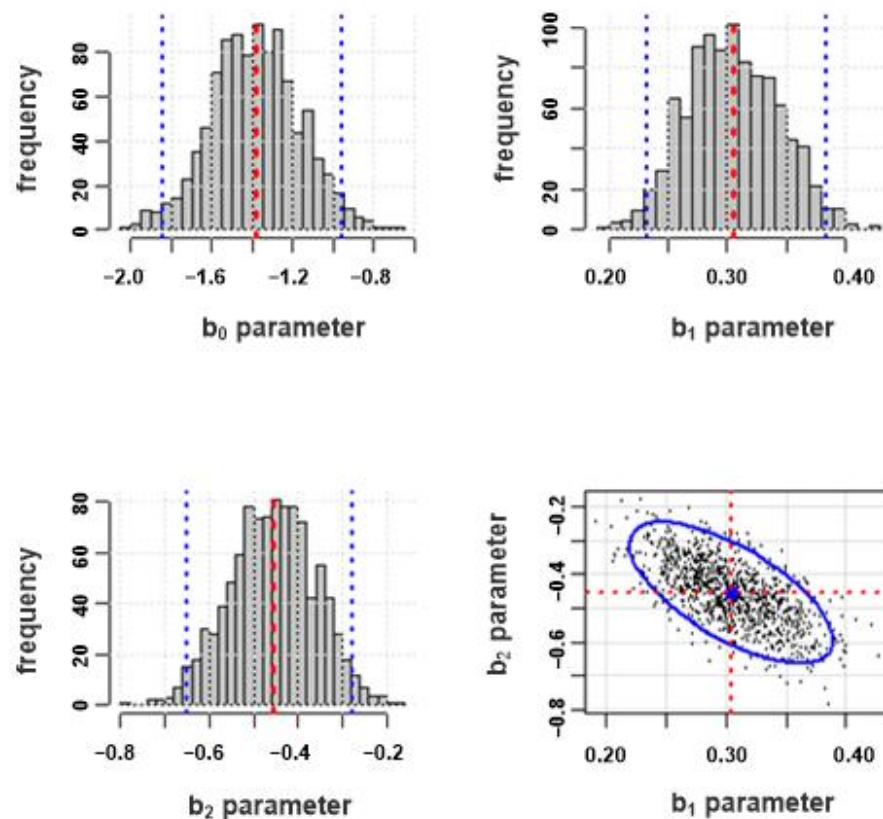 frequency
0 20 40 60 80
−2.0 −1.6 −1.2 −0.8
b₀ parameter
frequency
0 20 60 100
0.20 0.30 0.40
b₁ parameter
frequency
0 20 40 60 80
−0.8 −0.6 −0.4 −0.2
b₂ parameter
b₂ parameter
−0.8 −0.6 −0.4 −0.2
0.20 0.30 0.40
b₁ parameter